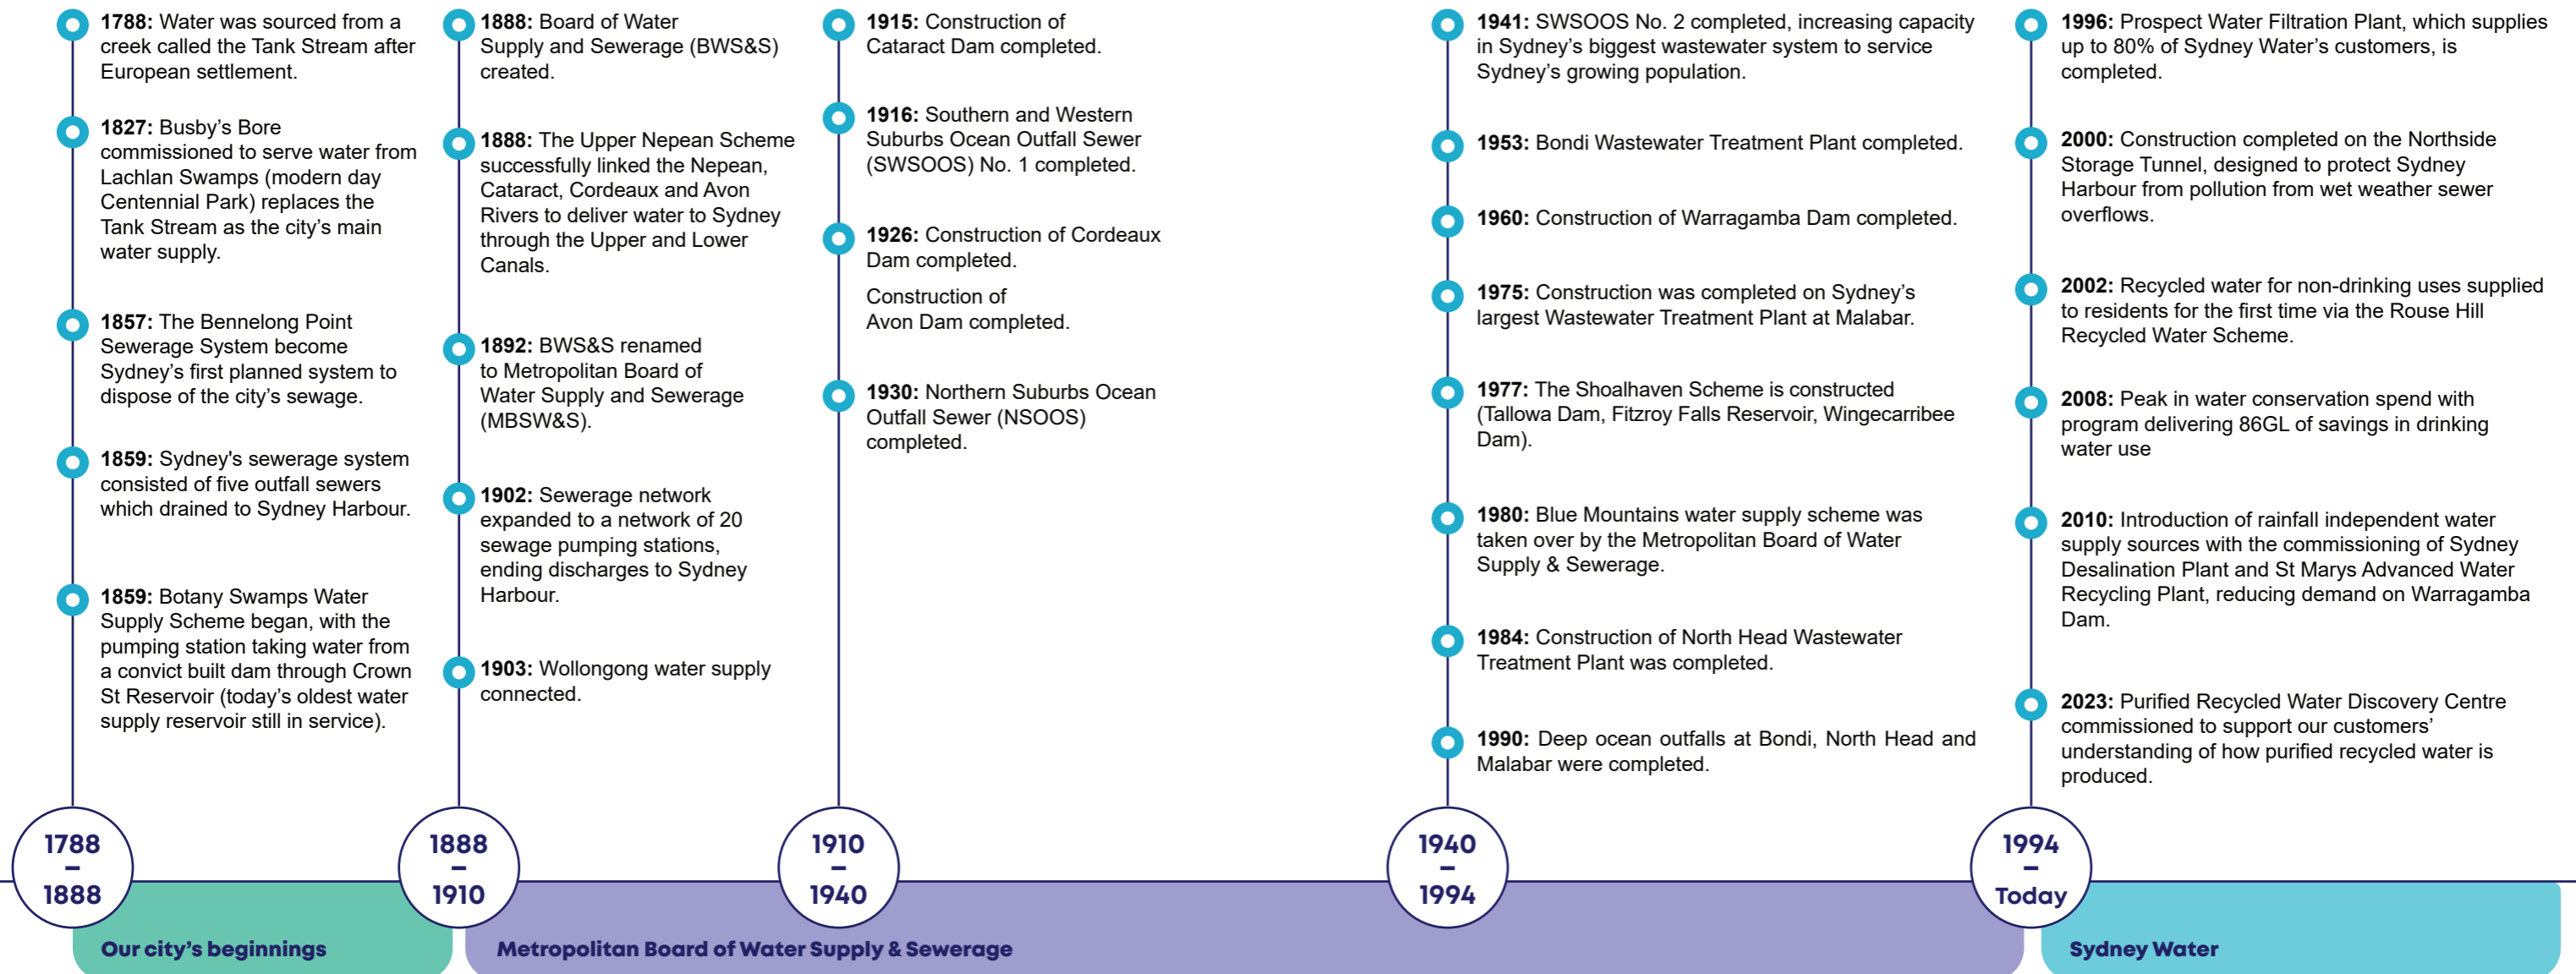 1788: Water was sourced from a
creek called the Tank Stream after
European settlement.
1827: Busby’s Bore
commissioned to serve water from
Lachlan Swamps (modern day
Centennial Park) replaces the
Tank Stream as the city’s main
water supply.
1857: The Bennelong Point
Sewerage System become
Sydney’s first planned system to
dispose of the city’s sewage.
1859: Sydney's sewerage system
consisted of five outfall sewers
which drained to Sydney Harbour.
1859: Botany Swamps Water
Supply Scheme began, with the
pumping station taking water from
a convict built dam through Crown
St Reservoir (today’s oldest water
supply reservoir still in service).
1788
–
1888
Our city’s beginnings
1888: Board of Water
Supply and Sewerage (BWS&S)
created.
1888: The Upper Nepean Scheme
successfully linked the Nepean,
Cataract, Cordeaux and Avon
Rivers to deliver water to Sydney
through the Upper and Lower
Canals.
1892: BWS&S renamed
to Metropolitan Board of
Water Supply and Sewerage
(MBSW&S).
1902: Sewerage network
expanded to a network of 20
sewage pumping stations,
ending discharges to Sydney
Harbour.
1903: Wollongong water supply
connected.
1888
–
1910
1915: Construction of
Cataract Dam completed.
1916: Southern and Western
Suburbs Ocean Outfall Sewer
(SWSOOS) No. 1 completed.
1926: Construction of Cordeaux
Dam completed.
Construction of
Avon Dam completed.
1930: Northern Suburbs Ocean
Outfall Sewer (NSOOS)
completed.
1910
–
1940
1941: SWSOOS No. 2 completed, increasing capacity
in Sydney’s biggest wastewater system to service
Sydney’s growing population.
1953: Bondi Wastewater Treatment Plant completed.
1960: Construction of Warragamba Dam completed.
1975: Construction was completed on Sydney’s
largest Wastewater Treatment Plant at Malabar.
1977: The Shoalhaven Scheme is constructed
(Tallowa Dam, Fitzroy Falls Reservoir, Wingecarribee
Dam).
1980: Blue Mountains water supply scheme was
taken over by the Metropolitan Board of Water
Supply & Sewerage.
1984: Construction of North Head Wastewater
Treatment Plant was completed.
1990: Deep ocean outfalls at Bondi, North Head and
Malabar were completed.
1940
–
1994
Metropolitan Board of Water Supply & Sewerage
1996: Prospect Water Filtration Plant, which supplies
up to 80% of Sydney Water’s customers, is
completed.
2000: Construction completed on the Northside
Storage Tunnel, designed to protect Sydney
Harbour from pollution from wet weather sewer
overflows.
2002: Recycled water for non-drinking uses supplied
to residents for the first time via the Rouse Hill
Recycled Water Scheme.
2008: Peak in water conservation spend with
program delivering 86GL of savings in drinking
water use
2010: Introduction of rainfall independent water
supply sources with the commissioning of Sydney
Desalination Plant and St Marys Advanced Water
Recycling Plant, reducing demand on Warragamba
Dam.
2023: Purified Recycled Water Discovery Centre
commissioned to support our customers’
understanding of how purified recycled water is
produced.
1994
–
Today
Sydney Water